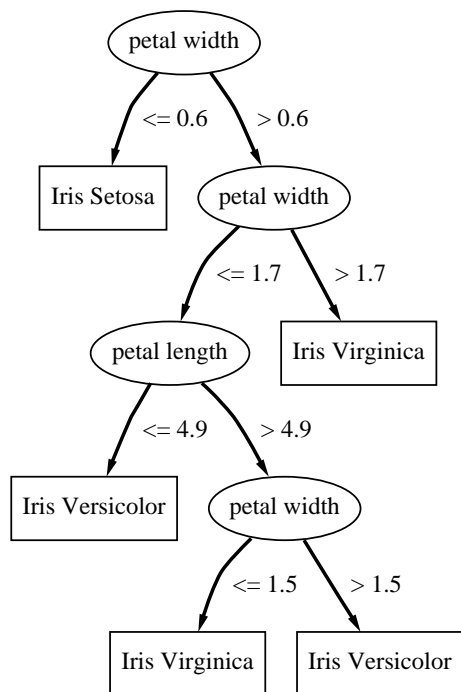 petal width
<= 0.6
> 0.6
Iris Setosa
petal width
<= 1.7
> 1.7
petal length
Iris Virginica
<= 4.9
> 4.9
Iris Versicolor
petal width
<= 1.5
> 1.5
Iris Virginica
Iris Versicolor